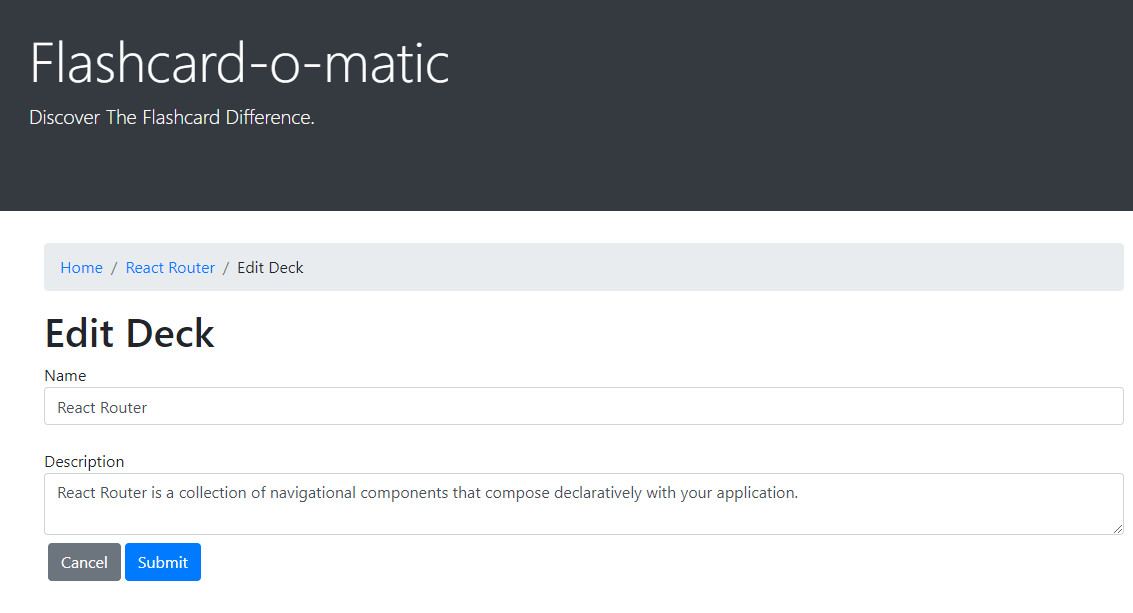 Flashcard-o-matic
Discover The Flashcard Difference.
Home / React Router / Edit Deck
Edit Deck
Name
React Router
Description
React Router is a collection of navigational components that compose declaratively with your application.
Cancel Submit